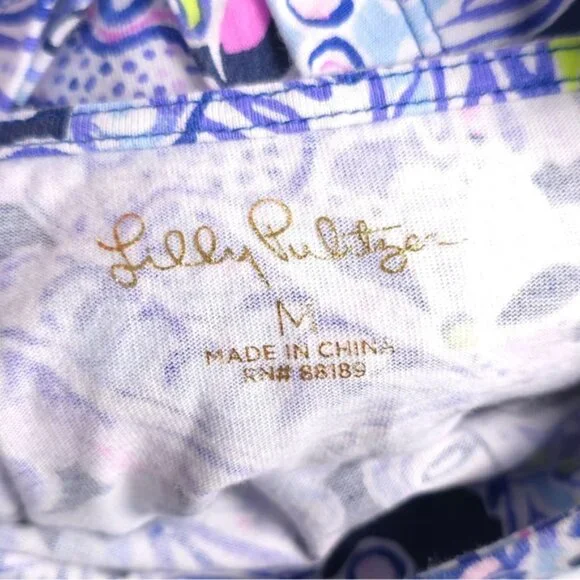 Lilly Pulitzer
M
MADE IN CHINA
RN# 88189